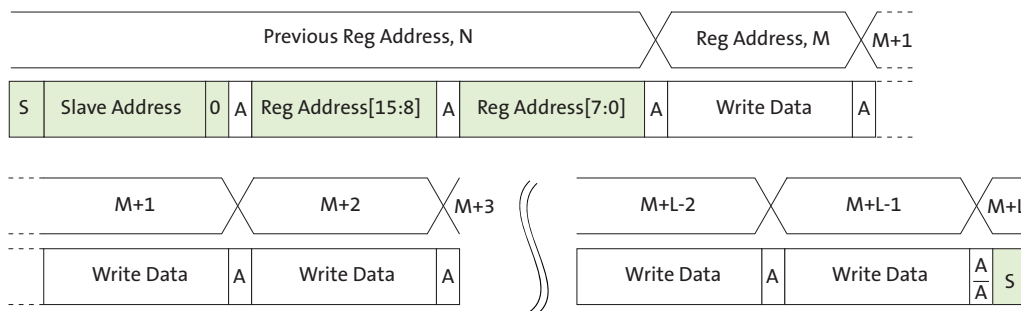 Previous Reg Address, N Reg Address, M M+1
S Slave Address 0 A Reg Address[15:8] A Reg Address[7:0] A Write Data A
M+1 M+2 M+3 M+L-2 M+L-1 M+L
Write Data A Write Data A Write Data A Write Data A S
A